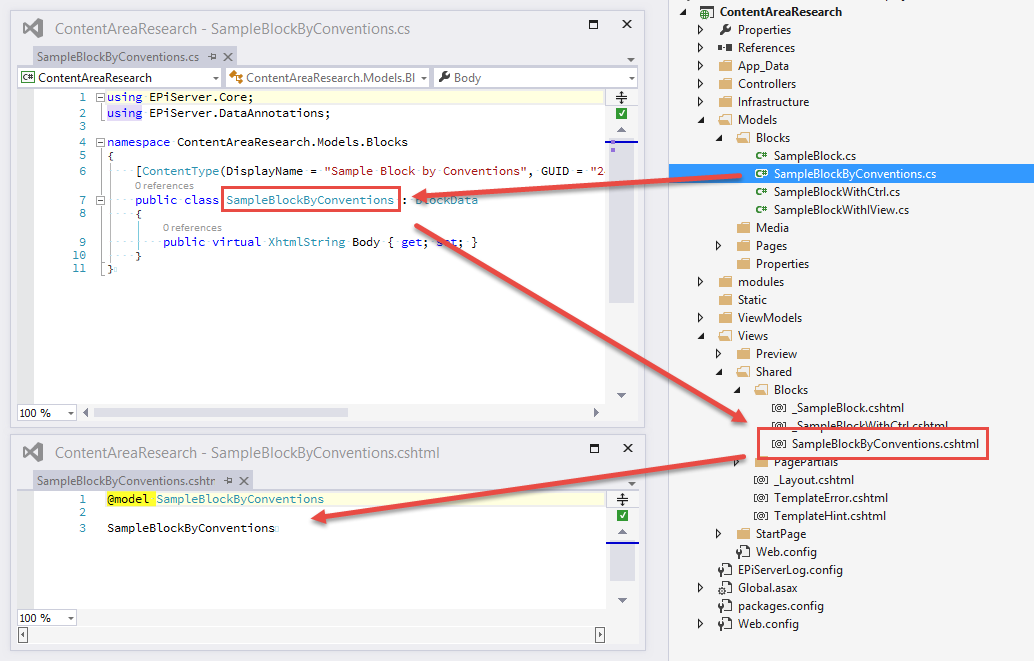 ContentAreaResearch - SampleBlockByConventions.cs
SampleBlockByConventions.cs
C# ContentAreaResearch
ContentAreaResearch.Models.Bl
Body
1 using EPiServer.Core;
2 using EPiServer.DataAnnotations;
3
4 namespace ContentAreaResearch.Models.Blocks
5 {
6 [ContentType(DisplayName = "Sample Block by Conventions", GUID = "2
0 references
7 public class SampleBlockByConventions : BlockData
8 {
0 references
9 public virtual XhtmlString Body { get; set; }
10 }
11 }
100 %
ContentAreaResearch - SampleBlockByConventions.cshtml
SampleBlockByConventions.cshtr
1 @model SampleBlockByConventions
2
3 SampleBlockByConventions
100 %
ContentAreaResearch
Properties
References
App_Data
Controllers
Infrastructure
Models
Blocks
C# SampleBlock.cs
C# SampleBlockByConventions.cs
C# SampleBlockWithCtrl.cs
C# SampleBlockWithIView.cs
Media
Pages
Properties
modules
Static
ViewModels
Views
Preview
Shared
Blocks
[@] _SampleBlock.cshtml
[@] _SampleBlockWithCtrl.cshtml
[@] SampleBlockByConventions.cshtml
PagePartials
[@] _Layout.cshtml
[@] TemplateError.cshtml
[@] TemplateHint.cshtml
StartPage
Web.config
EPiServerLog.config
Global.asax
packages.config
Web.config